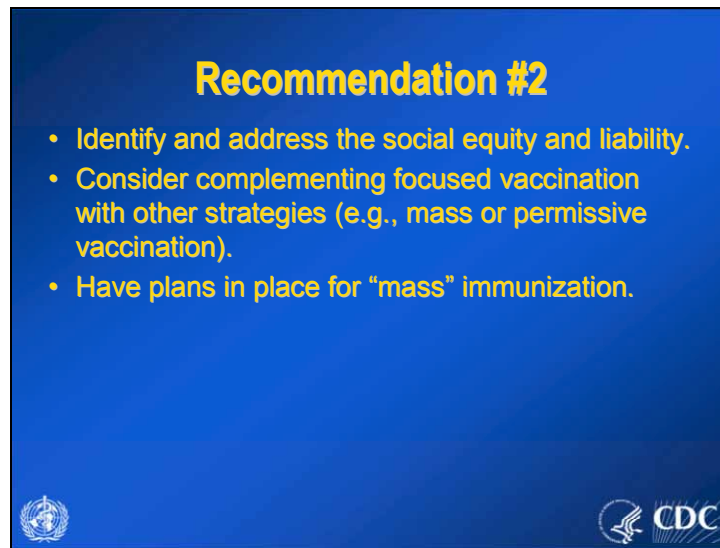 Recommendation #2
• Identify and address the social equity and liability.
• Consider complementing focused vaccination
with other strategies (e.g., mass or permissive
vaccination).
• Have plans in place for “mass” immunization.
CDC